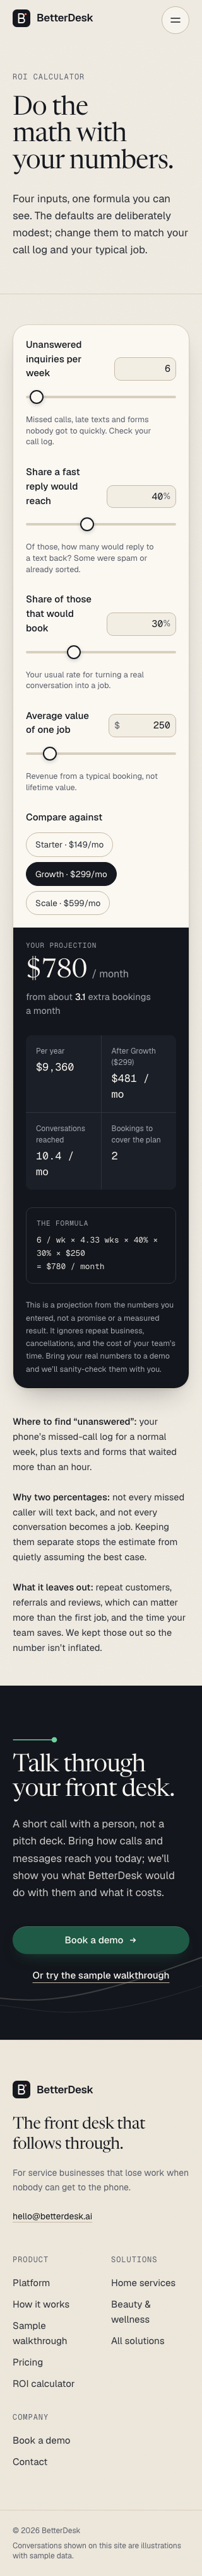 BetterDesk
ROI CALCULATOR
Do the
math with
your numbers.
Four inputs, one formula you can
see. The defaults are deliberately
modest; change them to match your
call log and your typical job.
Unanswered
inquiries per
week
6
Missed calls, late texts and forms
nobody got to quickly. Check your
call log.
Share a fast
reply would
reach
40%
Of those, how many would reply to
a text back? Some were spam or
already sorted.
Share of those
that would
book
30%
Your usual rate for turning a real
conversation into a job.
Average value
of one job
$ 250
Revenue from a typical booking, not
lifetime value.
Compare against
Starter · $149/mo
Growth · $299/mo
Scale · $599/mo
YOUR PROJECTION
$780 / month
from about 3.1 extra bookings
a month
Per year
$9,360
After Growth
($299)
$481 /
mo
Conversations
reached
10.4 /
mo
Bookings to
cover the plan
2
THE FORMULA
6 / wk × 4.33 wks × 40% ×
30% × $250
= $780 / month
This is a projection from the numbers you
entered, not a promise or a measured
result. It ignores repeat business,
cancellations, and the cost of your team's
time. Bring your real numbers to a demo
and we'll sanity-check them with you.
Where to find “unanswered”: your
phone's missed-call log for a normal
week, plus texts and forms that waited
more than an hour.
Why two percentages: not every missed
caller will text back, and not every
conversation becomes a job. Keeping
them separate stops the estimate from
quietly assuming the best case.
What it leaves out: repeat customers,
referrals and reviews, which can matter
more than the first job, and the time your
team saves. We kept those out so the
number isn't inflated.
Talk through
your front desk.
A short call with a person, not a
pitch deck. Bring how calls and
messages reach you today; we'll
show you what BetterDesk would
do with them and what it costs.
Book a demo →
Or try the sample walkthrough
BetterDesk
The front desk that
follows through.
For service businesses that lose work when
nobody can get to the phone.
hello@betterdesk.ai
PRODUCT
Platform
How it works
Sample
walkthrough
Pricing
ROI calculator
SOLUTIONS
Home services
Beauty &
wellness
All solutions
COMPANY
Book a demo
Contact
© 2026 BetterDesk
Conversations shown on this site are illustrations
with sample data.